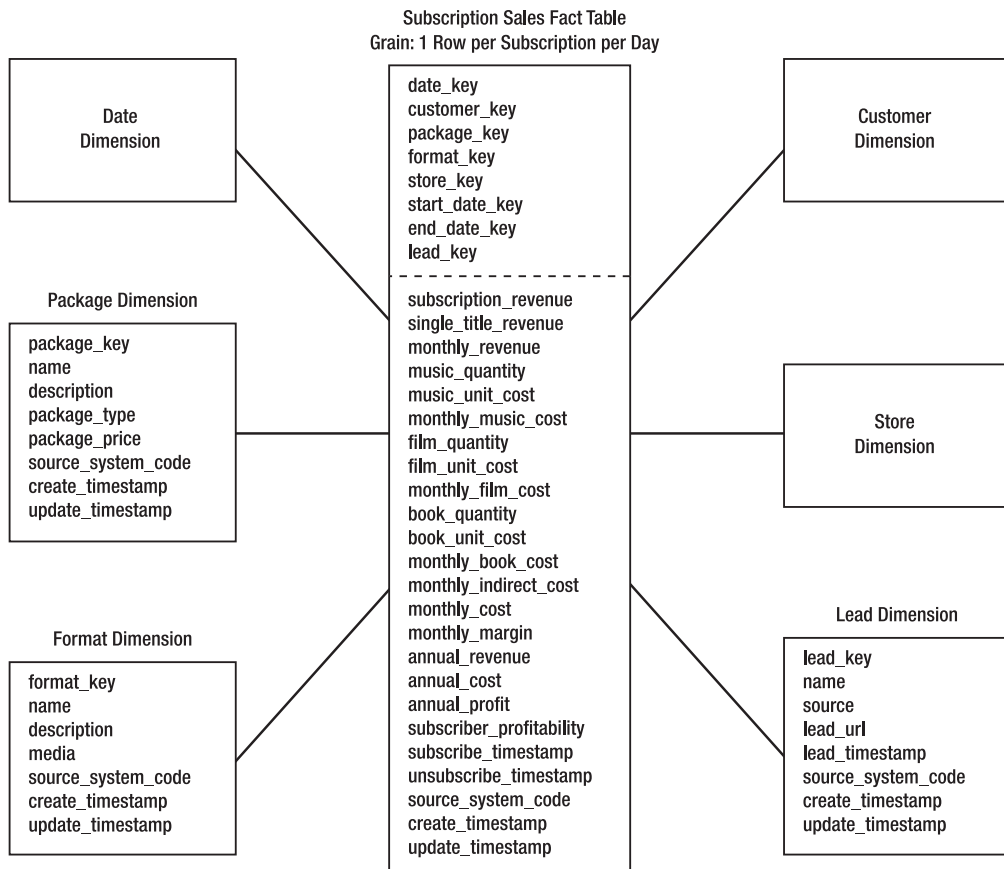 Subscription Sales Fact Table
Grain: 1 Row per Subscription per Day
Date
Dimension
date_key
customer_key
package_key
format_key
store_key
start_date_key
end_date_key
lead_key
Customer
Dimension
Package Dimension
package_key
name
description
package_type
package_price
source_system_code
create_timestamp
update_timestamp
subscription_revenue
single_title_revenue
monthly_revenue
music_quantity
music_unit_cost
monthly_music_cost
film_quantity
film_unit_cost
monthly_film_cost
book_quantity
book_unit_cost
monthly_book_cost
monthly_indirect_cost
monthly_cost
monthly_margin
annual_revenue
annual_cost
annual_profit
subscriber_profitability
subscribe_timestamp
unsubscribe_timestamp
source_system_code
create_timestamp
update_timestamp
Store
Dimension
Format Dimension
format_key
name
description
media
source_system_code
create_timestamp
update_timestamp
Lead Dimension
lead_key
name
source
lead_url
lead_timestamp
source_system_code
create_timestamp
update_timestamp